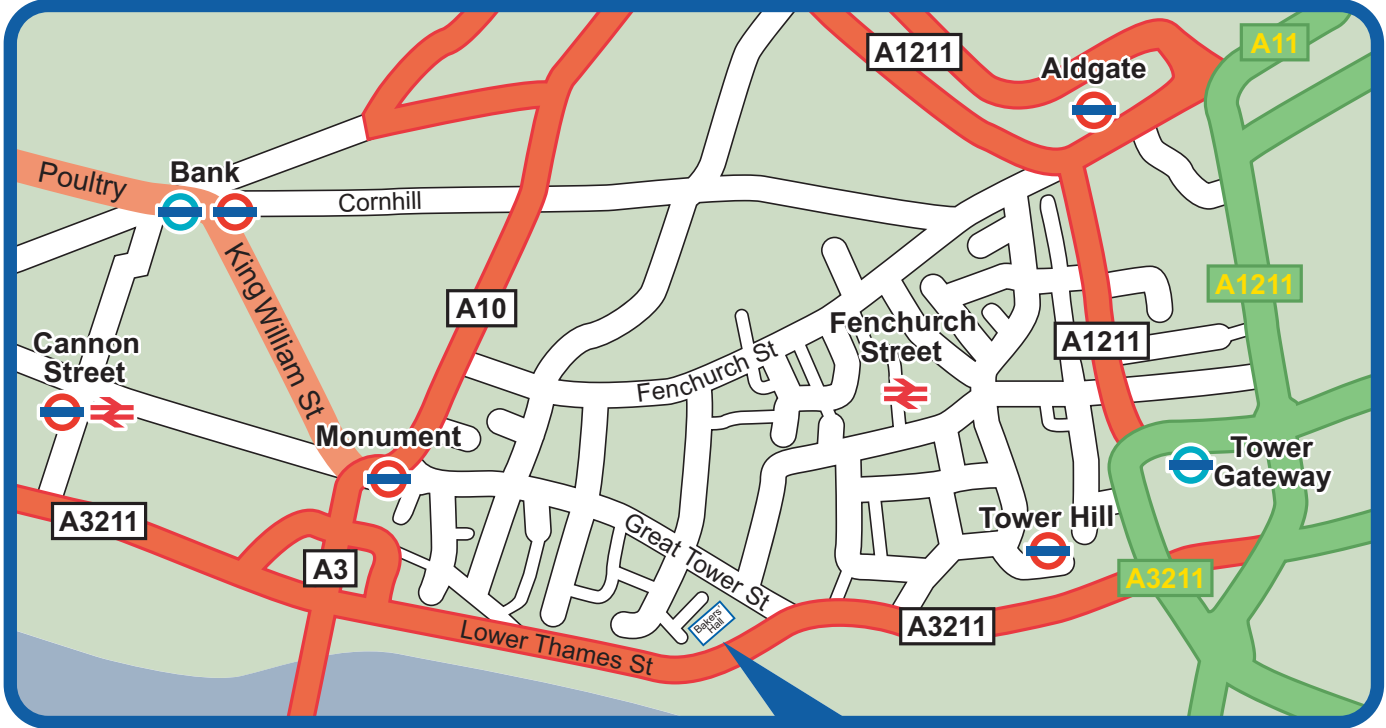 A1211
A11
Aldgate
Poultry
Bank
Cornhill
King William St
A10
A1211
Fenchurch
Street
A1211
Cannon
Street
Fenchurch St
Monument
Tower
Gateway
A3211
Great Tower St
Tower Hill
A3
A3211
Bakers'
Hall
A3211
Lower Thames St